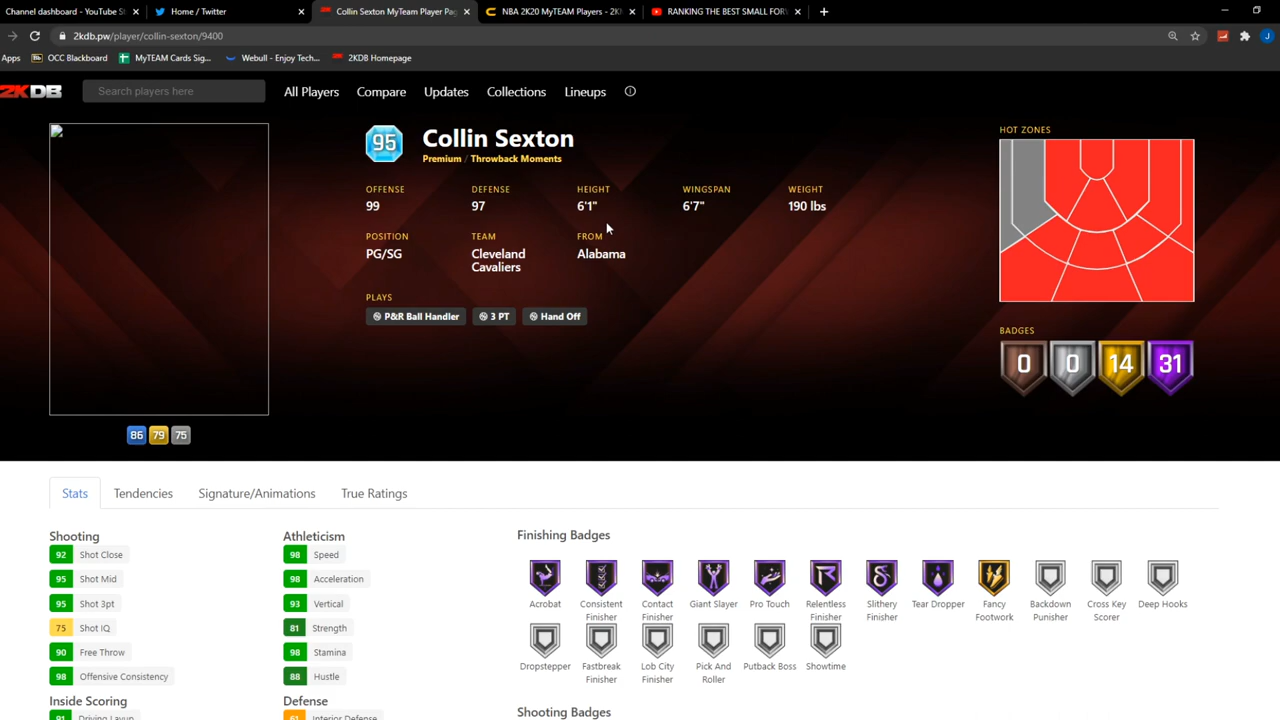 Channel dashboard - YouTube St
Home / Twitter
Collin Sexton MyTeam Player Pag
NBA 2K20 MyTEAM Players - 2K
RANKING THE BEST SMALL FOR
2kdb.pw/player/collin-sexton/9400
Apps
OCC Blackboard
MyTEAM Cards Sig...
Webull - Enjoy Tech...
2KDB Homepage
2KDB
Search players here
All Players
Compare
Updates
Collections
Lineups
95
Collin Sexton
Premium / Throwback Moments
OFFENSE
99
DEFENSE
97
HEIGHT
6'1"
WINGSPAN
6'7"
WEIGHT
190 lbs
POSITION
PG/SG
TEAM
Cleveland
Cavaliers
FROM
Alabama
PLAYS
P&R Ball Handler
3 PT
Hand Off
HOT ZONES
BADGES
0 0 14 31
86 79 75
Stats
Tendencies
Signature/Animations
True Ratings
Shooting
92 Shot Close
95 Shot Mid
95 Shot 3pt
75 Shot IQ
90 Free Throw
98 Offensive Consistency
Inside Scoring
91 Driving Layup
Athleticism
98 Speed
98 Acceleration
93 Vertical
81 Strength
98 Stamina
88 Hustle
Defense
61 Interior Defense
Finishing Badges
Acrobat
Consistent
Finisher
Contact
Finisher
Giant Slayer
Pro Touch
Relentless
Finisher
Slithery
Finisher
Tear Dropper
Fancy
Footwork
Backdown
Punisher
Cross Key
Scorer
Deep Hooks
Dropstepper
Fastbreak
Finisher
Lob City
Finisher
Pick And
Roller
Putback Boss
Showtime
Shooting Badges